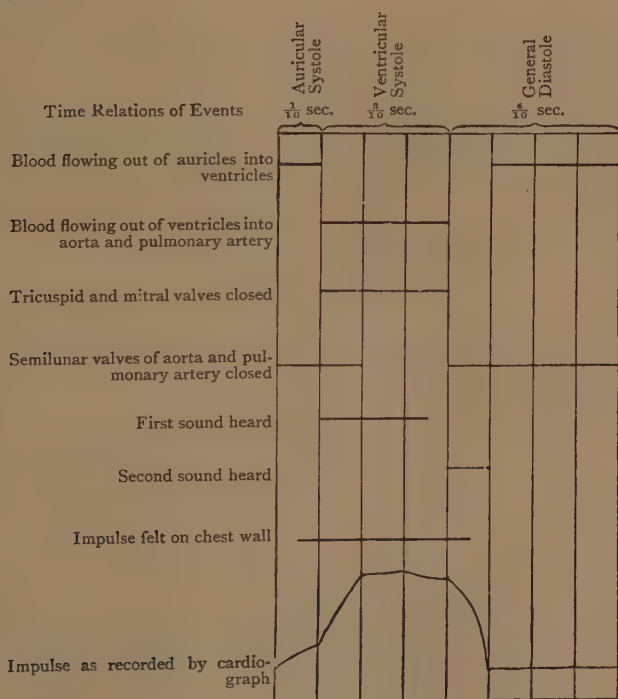 Auricular
Systole
Ventricular
Systole
General
Diastole
Time Relations of Events
1/10 sec.
3/10 sec.
4/10 sec.
Blood flowing out of auricles into
ventricles
Blood flowing out of ventricles into
aorta and pulmonary artery
Tricuspid and mitral valves closed
Semilunar valves of aorta and pul-
monary artery closed
First sound heard
Second sound heard
Impulse felt on chest wall
Impulse as recorded by cardio-
graph